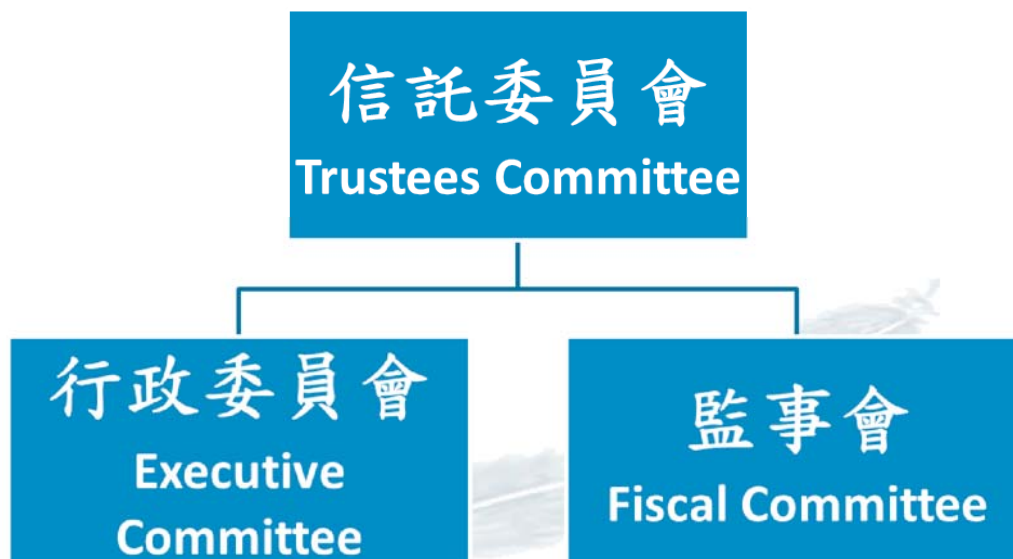 信託委員會
Trustees Committee
行政委員會
Executive
Committee
監事會
Fiscal Committee